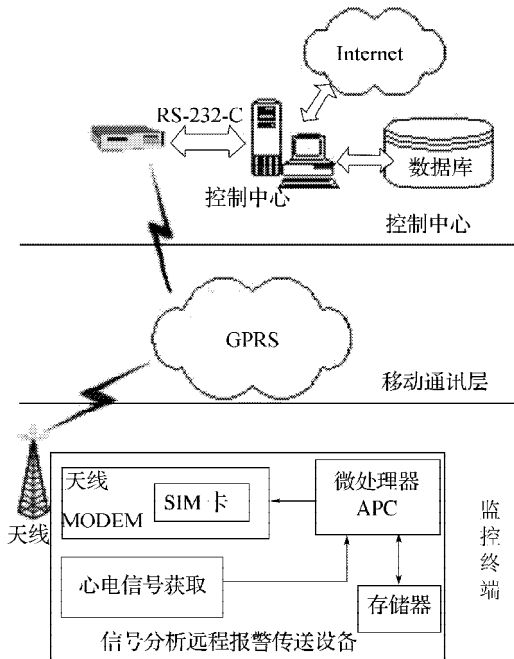 Internet
RS-232-C
数据库
控制中心
控制中心
GPRS
移动通讯层
天线
MODEM
SIM 卡
微处理器
APC
天线
心电信号获取
存储器
监控终端
信号分析远程报警传送设备